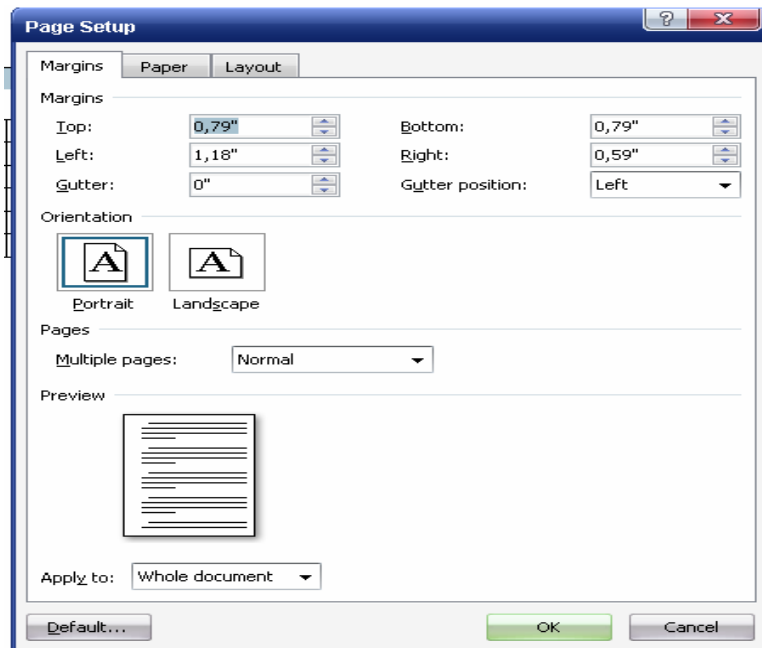 Page Setup
Margins Paper Layout
Margins
Top: 0,79" Bottom: 0,79"
Left: 1,18" Right: 0,59"
Gutter: 0" Gutter position: Left
Orientation
A A
Portrait Landscape
Pages
Multiple pages: Normal
Preview
Apply to: Whole document
Default... OK Cancel